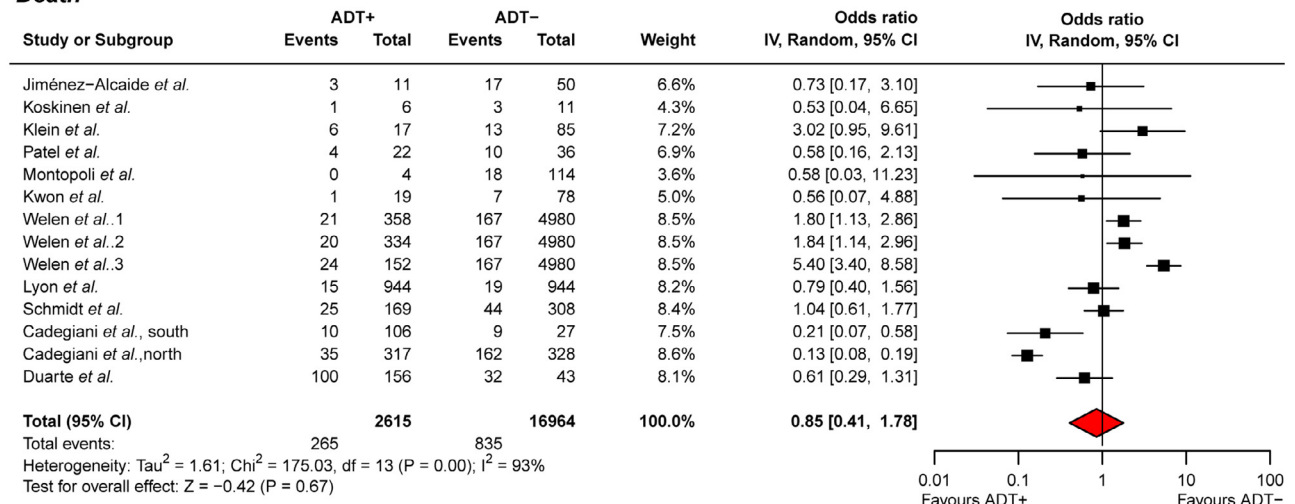 Death
ADT+ ADT− Odds ratio Odds ratio
Study or Subgroup Events Total Events Total Weight IV, Random, 95% CI IV, Random, 95% CI
Jiménez−Alcaide et al. 3 11 17 50 6.6% 0.73 [0.17, 3.10]
Koskinen et al. 1 6 3 11 4.3% 0.53 [0.04, 6.65]
Klein et al. 6 17 13 85 7.2% 3.02 [0.95, 9.61]
Patel et al. 4 22 10 36 6.9% 0.58 [0.16, 2.13]
Montopoli et al. 0 4 18 114 3.6% 0.58 [0.03, 11.23]
Kwon et al. 1 19 7 78 5.0% 0.56 [0.07, 4.88]
Welen et al..1 21 358 167 4980 8.5% 1.80 [1.13, 2.86]
Welen et al..2 20 334 167 4980 8.5% 1.84 [1.14, 2.96]
Welen et al..3 24 152 167 4980 8.5% 5.40 [3.40, 8.58]
Lyon et al. 15 944 19 944 8.2% 0.79 [0.40, 1.56]
Schmidt et al. 25 169 44 308 8.4% 1.04 [0.61, 1.77]
Cadegiani et al., south 10 106 9 27 7.5% 0.21 [0.07, 0.58]
Cadegiani et al.,north 35 317 162 328 8.6% 0.13 [0.08, 0.19]
Duarte et al. 100 156 32 43 8.1% 0.61 [0.29, 1.31]
Total (95% CI) 2615 16964 100.0% 0.85 [0.41, 1.78]
Total events: 265 835
Heterogeneity: Tau² = 1.61; Chi² = 175.03, df = 13 (P = 0.00); I² = 93%
Test for overall effect: Z = −0.42 (P = 0.67)
0.01 0.1 1 10 100
Favours ADT+ Favours ADT−